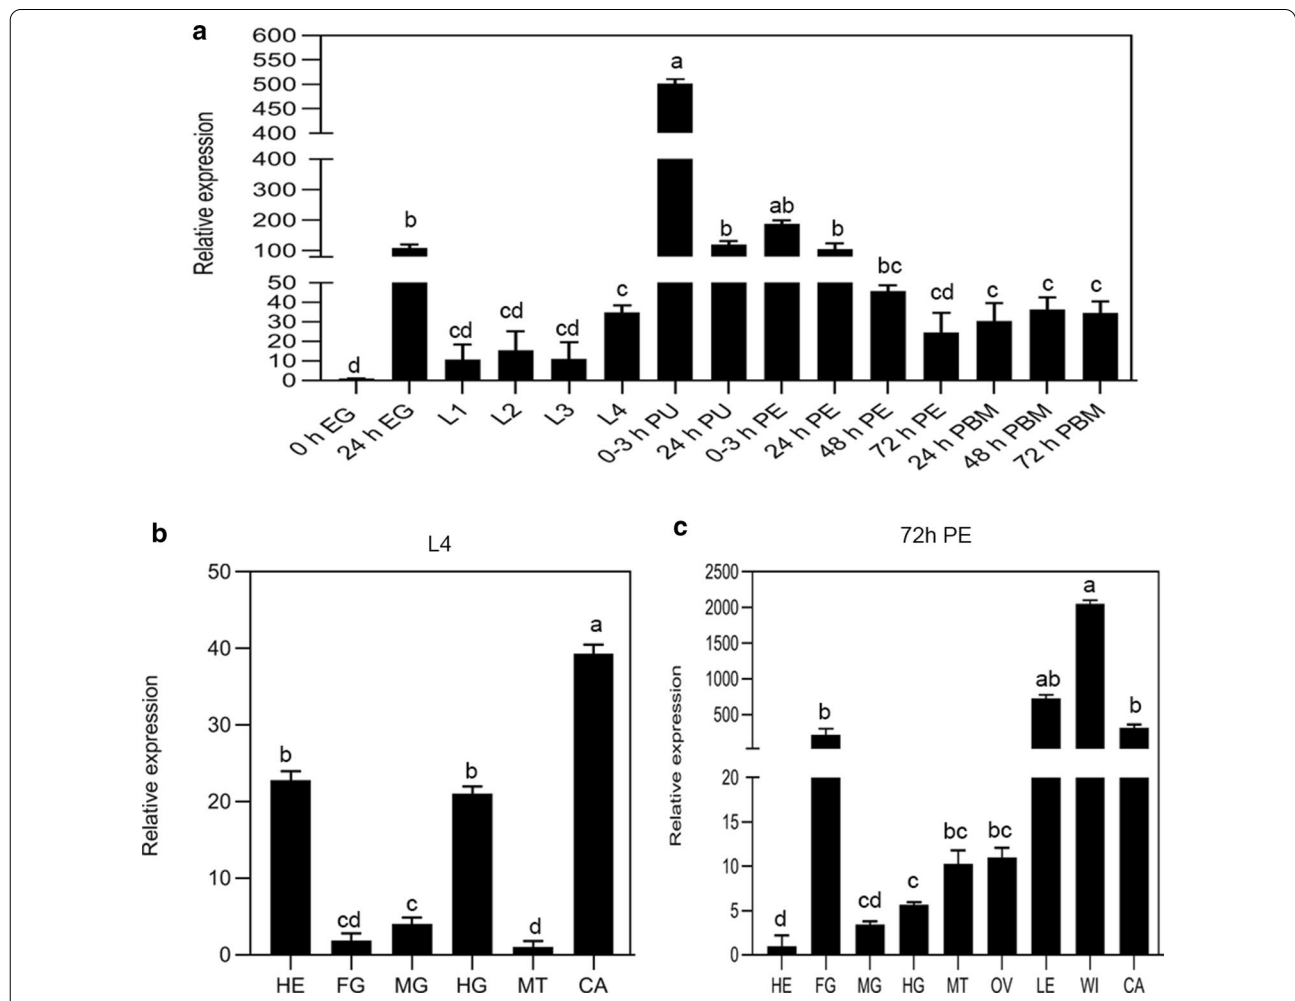 a
600
550
500
450
400
400
300
200
100
50
40
30
20
10
0
Relative expression
d
b
cd
cd
cd
c
a
b
ab
b
bc
cd
c
c
c
0 h EG
24 h EG
L1
L2
L3
L4
0-3 h PU
24 h PU
0-3 h PE
24 h PE
48 h PE
72 h PE
24 h PBM
48 h PBM
72 h PBM
b
L4
50
40
30
20
10
0
Relative expression
b
cd
c
b
d
a
HE FG MG HG MT CA
c
72h PE
2500
2000
1500
1000
500
20
15
10
5
0
Relative expression
d
b
cd
c
bc
bc
ab
a
b
HE FG MG HG MT OV LE WI CA